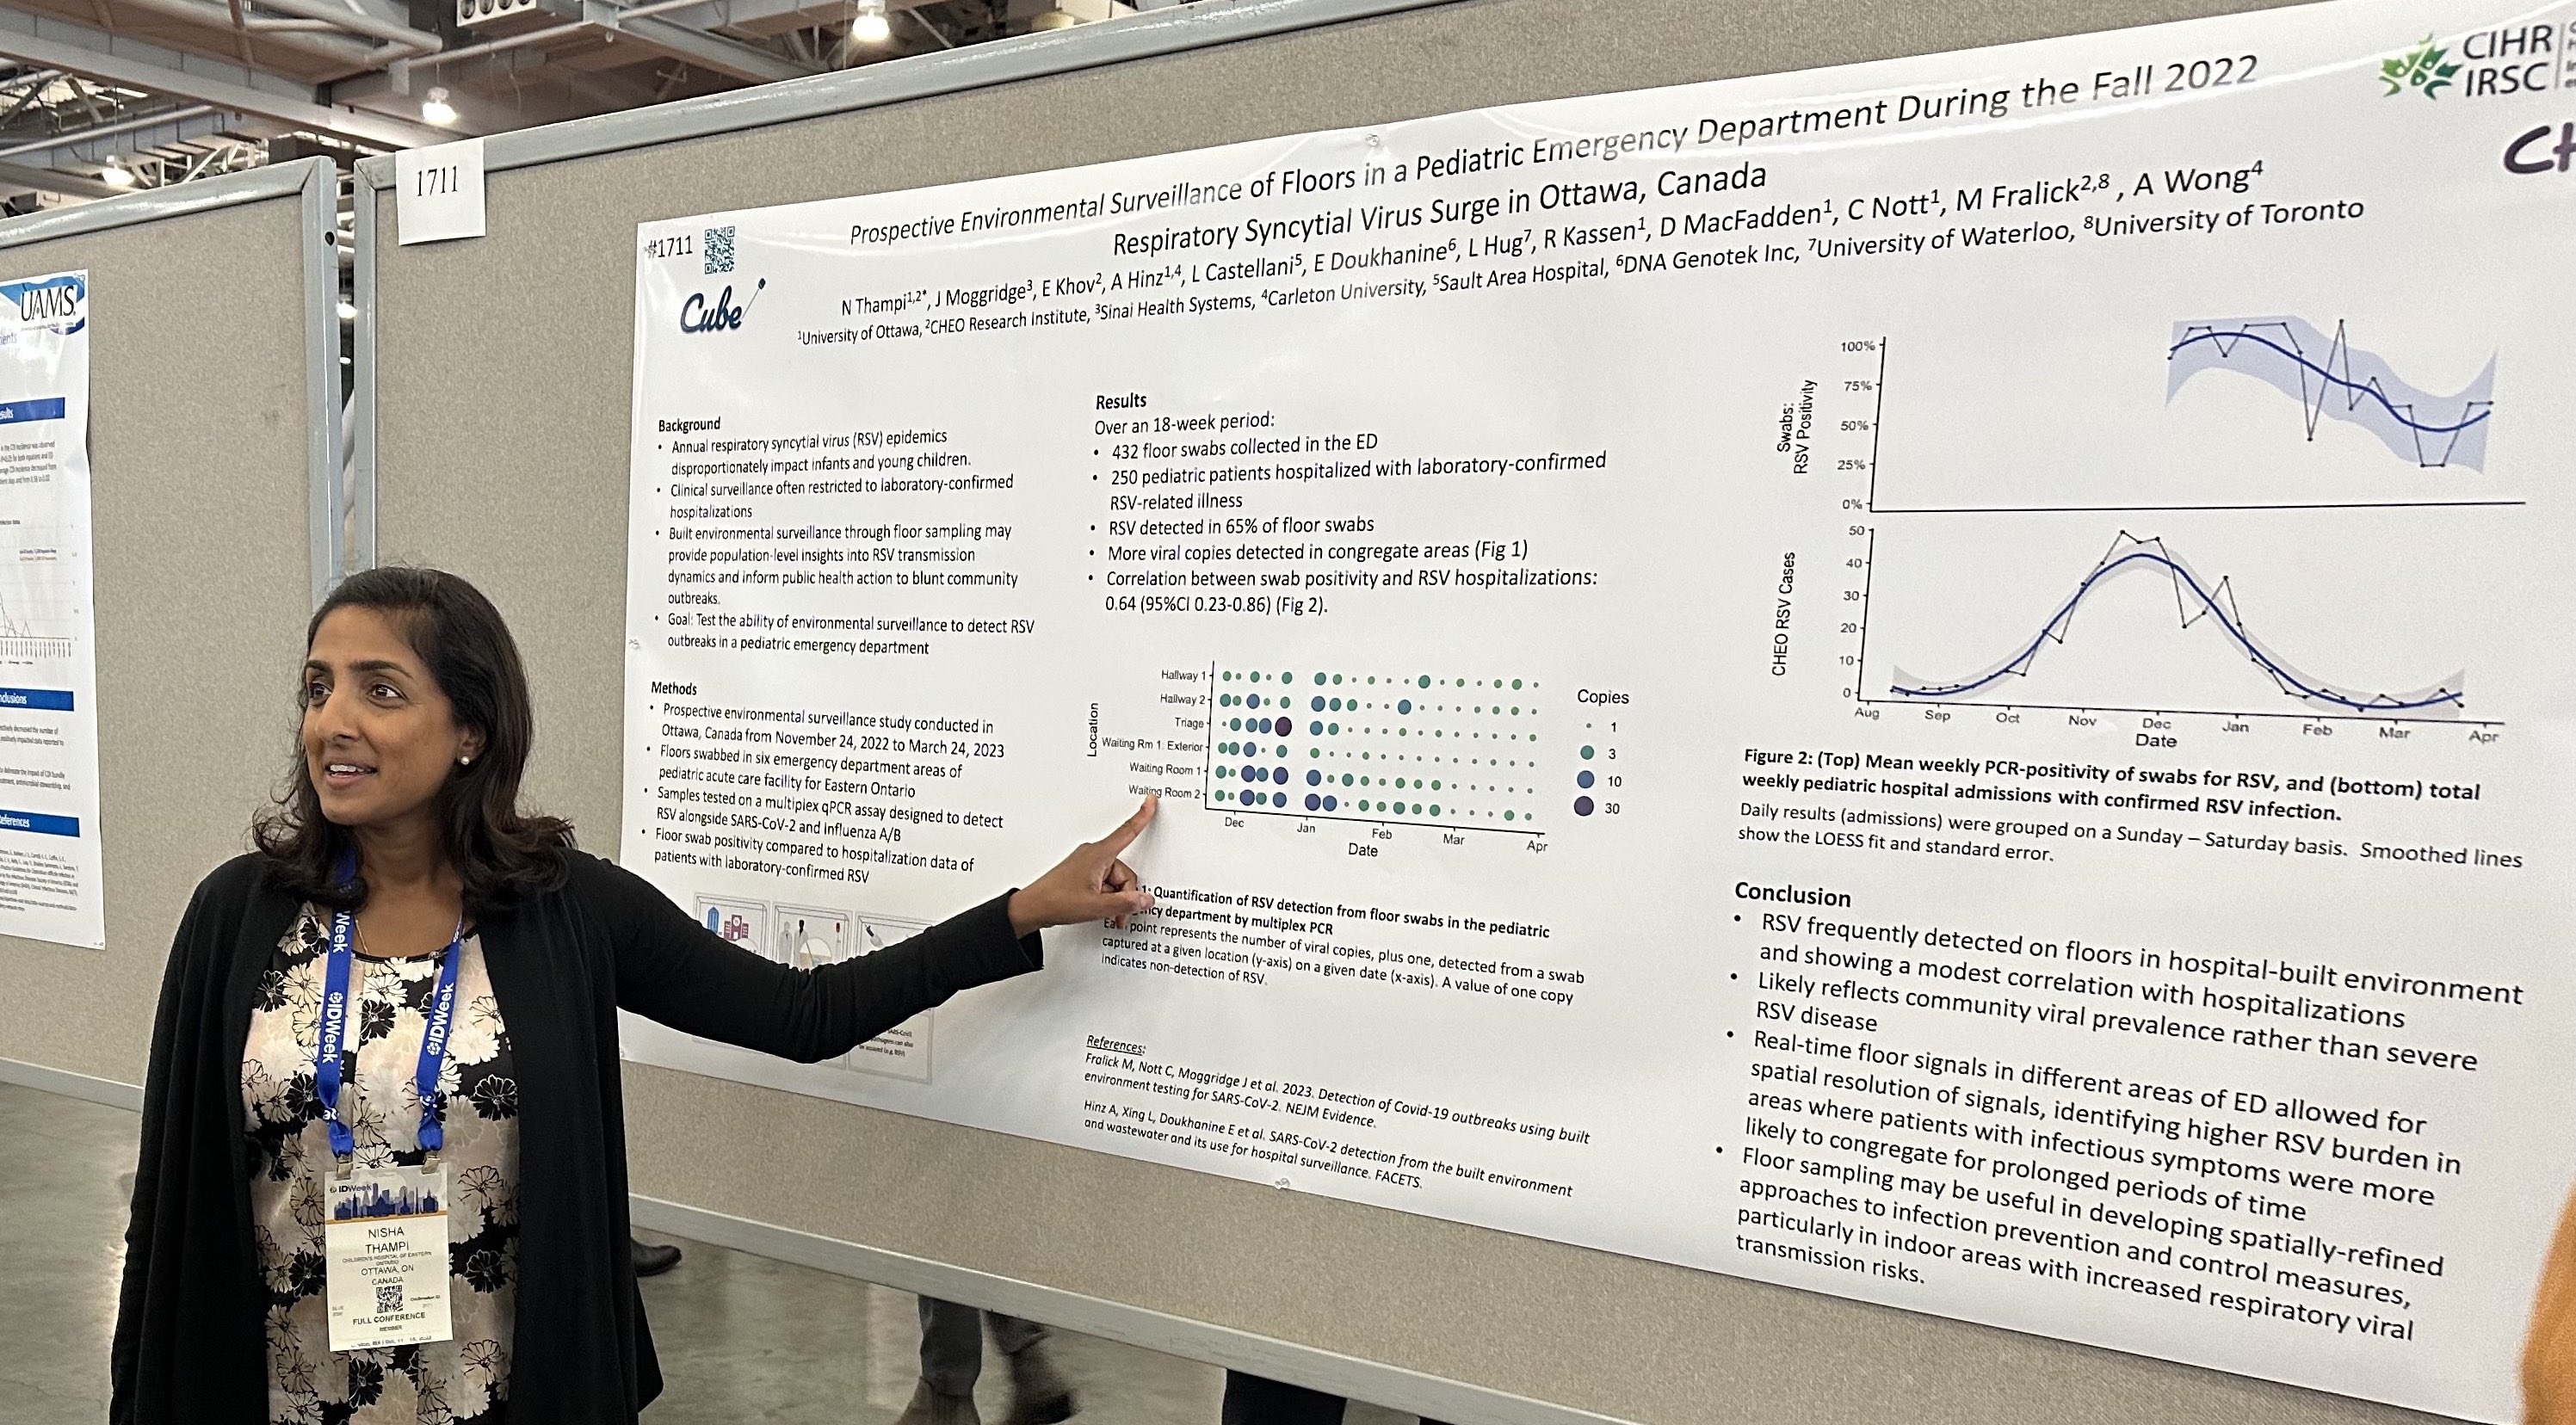 1711
#1711
Cube
CIHR
IRSC
CH
Prospective Environmental Surveillance of Floors in a Pediatric Emergency Department During the Fall 2022
Respiratory Syncytial Virus Surge in Ottawa, Canada
N Thampi1,2*, J Moggridge3, E Khov2, A Hinz1,4, L Castellani5, E Doukhanine6, L Hug7, R Kassen1, D MacFadden1, C Nott1, M Fralick2,8 , A Wong4
1University of Ottawa, 2CHEO Research Institute, 3Sinai Health Systems, 4Carleton University, 5Sault Area Hospital, 6DNA Genotek Inc, 7University of Waterloo, 8University of Toronto
Background
• Annual respiratory syncytial virus (RSV) epidemics
disproportionately impact infants and young children.
• Clinical surveillance often restricted to laboratory-confirmed
hospitalizations
• Built environmental surveillance through floor sampling may
provide population-level insights into RSV transmission
dynamics and inform public health action to blunt community
outbreaks.
• Goal: Test the ability of environmental surveillance to detect RSV
outbreaks in a pediatric emergency department
Methods
• Prospective environmental surveillance study conducted in
Ottawa, Canada from November 24, 2022 to March 24, 2023
• Floors swabbed in six emergency department areas of
pediatric acute care facility for Eastern Ontario
• Samples tested on a multiplex qPCR assay designed to detect
RSV alongside SARS-CoV-2 and Influenza A/B
• Floor swab positivity compared to hospitalization data of
patients with laboratory-confirmed RSV
Results
Over an 18-week period:
• 432 floor swabs collected in the ED
• 250 pediatric patients hospitalized with laboratory-confirmed
RSV-related illness
• RSV detected in 65% of floor swabs
• More viral copies detected in congregate areas (Fig 1)
• Correlation between swab positivity and RSV hospitalizations:
0.64 (95%CI 0.23-0.86) (Fig 2).
Location
Hallway 1
Hallway 2
Triage
Waiting Rm 1: Exterior
Waiting Room 1
Waiting Room 2
Dec Jan Feb Mar Apr
Date
Copies
1
3
10
30
1: Quantification of RSV detection from floor swabs in the pediatric
ncy department by multiplex PCR
point represents the number of viral copies, plus one, detected from a swab
captured at a given location (y-axis) on a given date (x-axis). A value of one copy
indicates non-detection of RSV.
References:
Fralick M, Nott C, Moggridge J et al. 2023. Detection of Covid-19 outbreaks using built
environment testing for SARS-CoV-2. NEJM Evidence.
Hinz A, Xing L, Doukhanine E et al. SARS-CoV-2 detection from the built environment
and wastewater and its use for hospital surveillance. FACETS.
Swabs:
RSV Positivity
100%
75%
50%
25%
0%
CHEO RSV Cases
50
40
30
20
10
0
Aug Sep Oct Nov Dec Jan Feb Mar Apr
Date
Figure 2: (Top) Mean weekly PCR-positivity of swabs for RSV, and (bottom) total
weekly pediatric hospital admissions with confirmed RSV infection.
Daily results (admissions) were grouped on a Sunday – Saturday basis. Smoothed lines
show the LOESS fit and standard error.
Conclusion
• RSV frequently detected on floors in hospital-built environment
and showing a modest correlation with hospitalizations
• Likely reflects community viral prevalence rather than severe
RSV disease
• Real-time floor signals in different areas of ED allowed for
spatial resolution of signals, identifying higher RSV burden in
areas where patients with infectious symptoms were more
likely to congregate for prolonged periods of time
• Floor sampling may be useful in developing spatially-refined
approaches to infection prevention and control measures,
particularly in indoor areas with increased respiratory viral
transmission risks.
UAMS
Week
IDWeek
IDWeek
IDWeek
NISHA
THAMPI
CHILDREN'S HOSPITAL OF EASTERN
ONTARIO
OTTAWA, ON
CANADA
FULL CONFERENCE
MEMBER